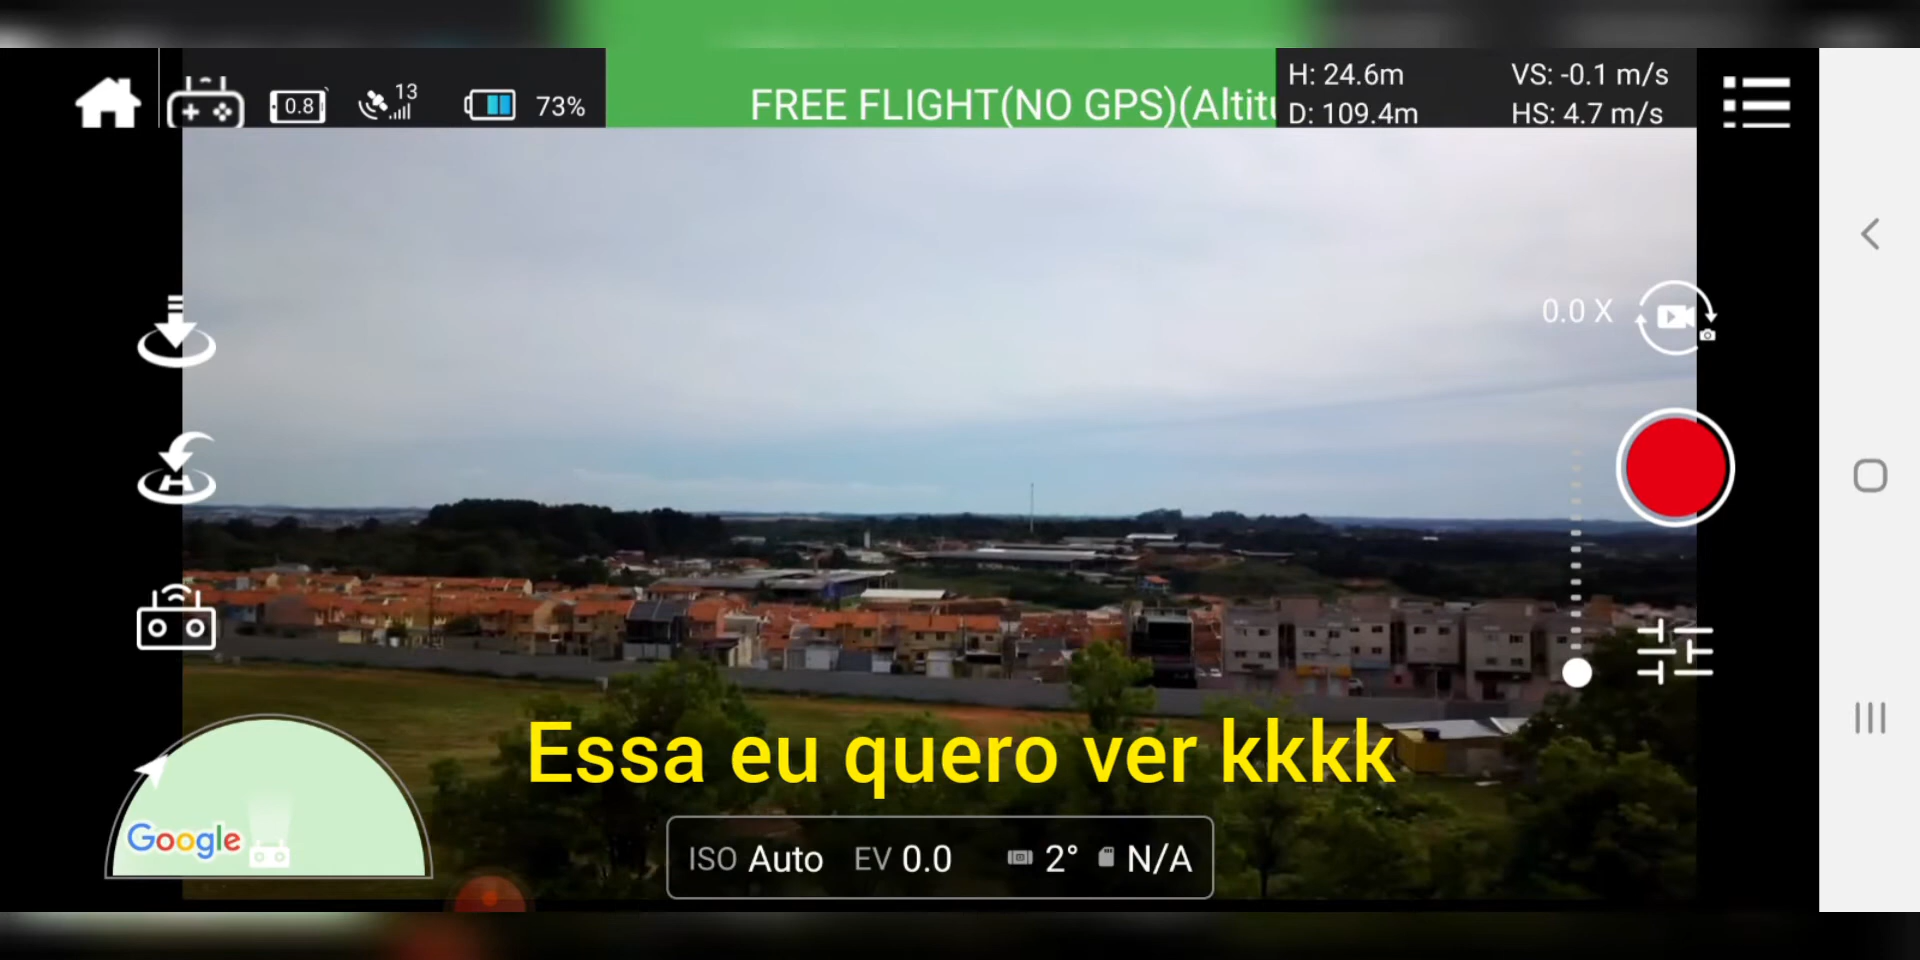 0.8
13
73%
FREE FLIGHT(NO GPS)(Altit
H: 24.6m
VS: -0.1 m/s
D: 109.4m
HS: 4.7 m/s
0.0 X
Essa eu quero ver kkkk
Google
ISO Auto EV 0.0 2° N/A